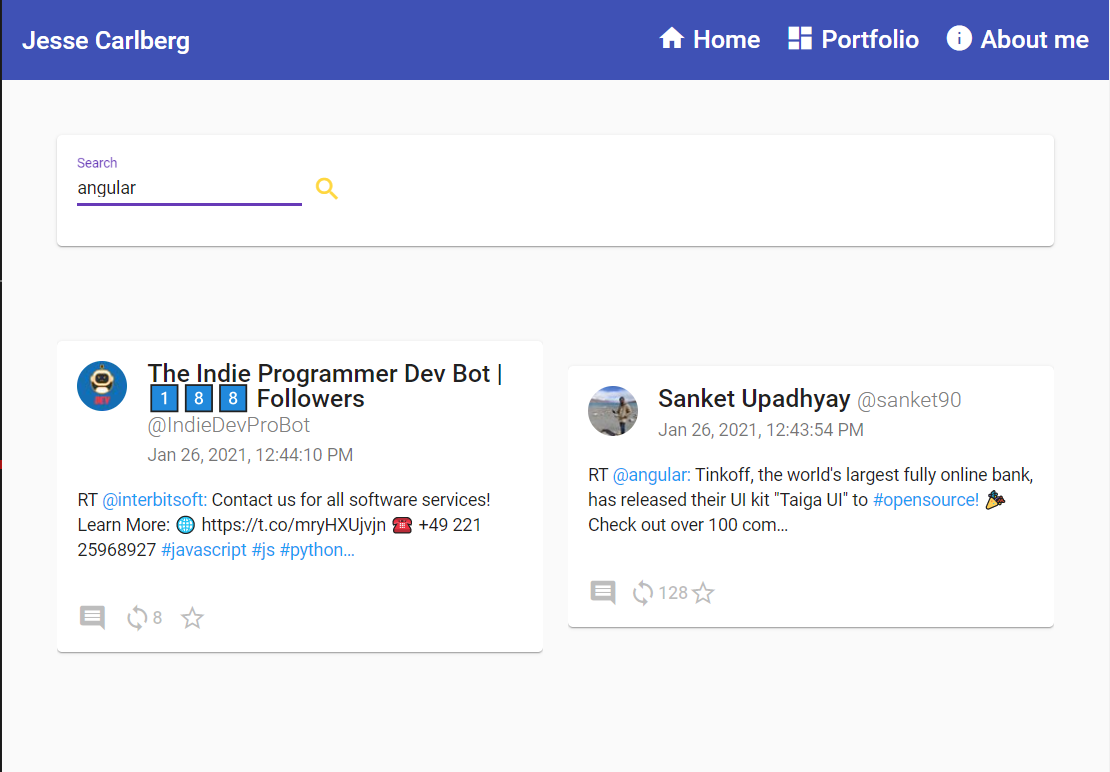 Jesse Carlberg
Home Portfolio About me
Search
angular
The Indie Programmer Dev Bot |
1️⃣8️⃣8️⃣ Followers
@IndieDevProBot
Jan 26, 2021, 12:44:10 PM
RT @interbitsoft: Contact us for all software services!
Learn More: 🌐 https://t.co/mryHXUjvjn ☎️ +49 221
25968927 #javascript #js #python…
8
Sanket Upadhyay @sanket90
Jan 26, 2021, 12:43:54 PM
RT @angular: Tinkoff, the world's largest fully online bank,
has released their UI kit "Taiga UI" to #opensource! 🎉
Check out over 100 com…
128